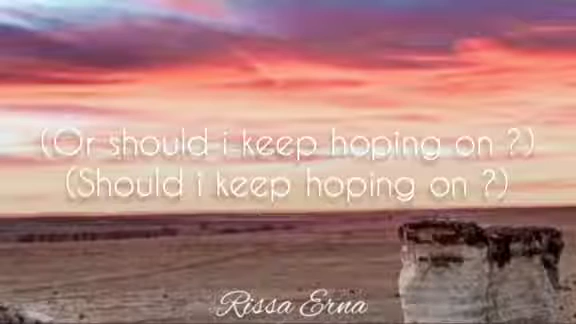 (Or should i keep hoping on ?)
(Should i keep hoping on ?)
Rissa Erna